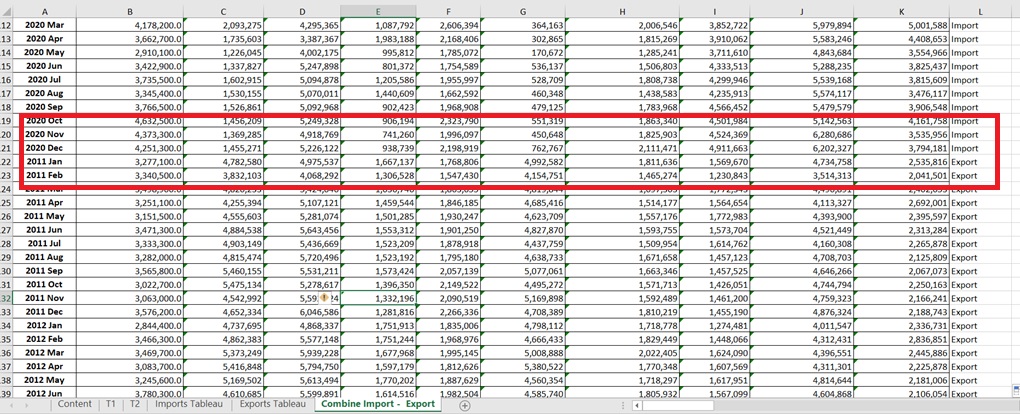 A B C D E F G H I J K L
12 2020 Mar 4,178,200.0 2,093,275 4,295,365 1,087,792 2,606,394 364,163 2,006,546 3,852,722 5,979,894 5,001,588 Import
13 2020 Apr 3,662,700.0 1,735,603 3,387,367 1,983,188 2,168,406 302,865 1,815,269 3,910,062 5,583,246 4,408,653 Import
14 2020 May 2,910,100.0 1,226,045 4,002,175 995,812 1,785,072 170,672 1,285,241 3,711,610 4,843,684 3,554,966 Import
15 2020 Jun 3,422,900.0 1,337,827 5,247,898 801,372 1,754,589 536,137 1,506,803 4,333,513 5,288,235 3,825,437 Import
16 2020 Jul 3,735,500.0 1,602,915 5,094,878 1,205,586 1,955,997 528,709 1,808,738 4,299,946 5,539,168 3,815,609 Import
17 2020 Aug 3,345,400.0 1,530,155 5,070,011 1,440,609 1,662,592 460,348 1,438,583 4,235,913 5,574,117 3,476,117 Import
18 2020 Sep 3,766,500.0 1,526,861 5,092,968 902,423 1,968,908 479,125 1,783,968 4,566,452 5,479,579 3,906,548 Import
19 2020 Oct 4,632,500.0 1,456,209 5,249,328 906,194 2,323,790 551,319 1,863,340 4,501,984 5,142,563 4,161,758 Import
20 2020 Nov 4,373,300.0 1,369,285 4,918,769 741,260 1,996,097 450,648 1,825,903 4,524,369 6,280,686 3,535,956 Import
21 2020 Dec 4,251,300.0 1,455,271 5,226,122 938,739 2,198,919 762,767 2,111,471 4,911,663 6,202,327 3,794,181 Import
22 2011 Jan 3,277,100.0 4,782,580 4,975,537 1,667,137 1,768,806 4,992,582 1,811,636 1,569,670 4,734,758 2,535,816 Export
23 2011 Feb 3,340,500.0 3,832,103 4,068,292 1,306,528 1,547,430 4,154,751 1,465,274 1,230,843 3,514,313 2,041,501 Export
24 2011 Mar Export
25 2011 Apr 3,251,100.0 4,255,394 5,107,121 1,459,544 1,846,185 4,685,416 1,514,177 1,564,654 4,113,327 2,692,001 Export
26 2011 May 3,151,500.0 4,555,603 5,281,074 1,501,285 1,930,247 4,623,709 1,557,176 1,772,983 4,393,900 2,395,597 Export
27 2011 Jun 3,471,300.0 4,884,538 5,643,456 1,553,312 1,901,250 4,827,870 1,593,755 1,573,704 4,521,449 2,313,284 Export
28 2011 Jul 3,333,300.0 4,903,149 5,436,669 1,523,209 1,878,918 4,437,759 1,509,954 1,614,762 4,160,308 2,265,878 Export
29 2011 Aug 3,282,000.0 4,815,474 5,720,496 1,523,192 1,795,180 4,638,733 1,671,658 1,457,123 4,708,703 2,125,809 Export
30 2011 Sep 3,565,800.0 5,460,155 5,531,211 1,573,424 2,057,139 5,077,061 1,663,346 1,457,525 4,646,266 2,067,073 Export
31 2011 Oct 3,022,700.0 5,475,134 5,278,617 1,396,350 2,149,522 4,495,272 1,571,713 1,426,051 4,744,794 2,250,163 Export
32 2011 Nov 3,063,000.0 4,542,992 1,332,196 2,090,519 5,169,898 1,592,489 1,461,200 4,759,323 2,166,241 Export
33 2011 Dec 3,576,200.0 4,652,334 6,046,586 1,281,816 2,266,336 4,708,389 1,810,219 1,455,190 4,876,324 2,188,743 Export
34 2012 Jan 2,844,400.0 4,737,695 4,868,337 1,751,913 1,835,006 4,798,112 1,718,778 1,274,481 4,011,547 2,336,731 Export
35 2012 Feb 3,466,300.0 4,862,383 5,577,148 1,751,244 1,968,976 4,666,433 1,829,449 1,448,066 4,312,431 2,836,851 Export
36 2012 Mar 3,469,700.0 5,373,249 5,939,228 1,677,968 1,995,145 5,008,888 2,022,405 1,624,090 4,396,551 2,445,886 Export
37 2012 Apr 3,083,700.0 5,416,848 5,794,750 1,597,179 1,812,626 5,380,522 1,770,348 1,607,569 4,311,301 2,225,878 Export
38 2012 May 3,245,600.0 5,169,502 5,613,494 1,770,202 1,887,629 4,560,354 1,718,297 1,617,951 4,814,644 2,181,006 Export
39 2012 Jun 3,780,300.0 4,610,685 5,599,891 1,614,516 1,982,504 4,585,740 1,805,932 1,567,099 4,604,868 2,106,054 Export
Content T1 T2 Imports Tableau Exports Tableau Combine Import - Export